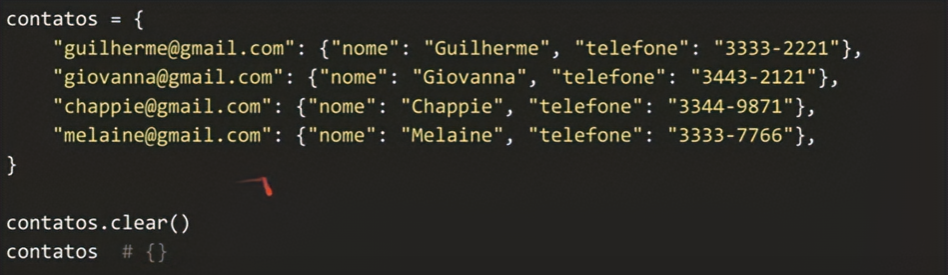 contatos = {
    "guilherme@gmail.com": {"nome": "Guilherme", "telefone": "3333-2221"},
    "giovanna@gmail.com": {"nome": "Giovanna", "telefone": "3443-2121"},
    "chappie@gmail.com": {"nome": "Chappie", "telefone": "3344-9871"},
    "melaine@gmail.com": {"nome": "Melaine", "telefone": "3333-7766"},
}
contatos.clear()
contatos  # {}